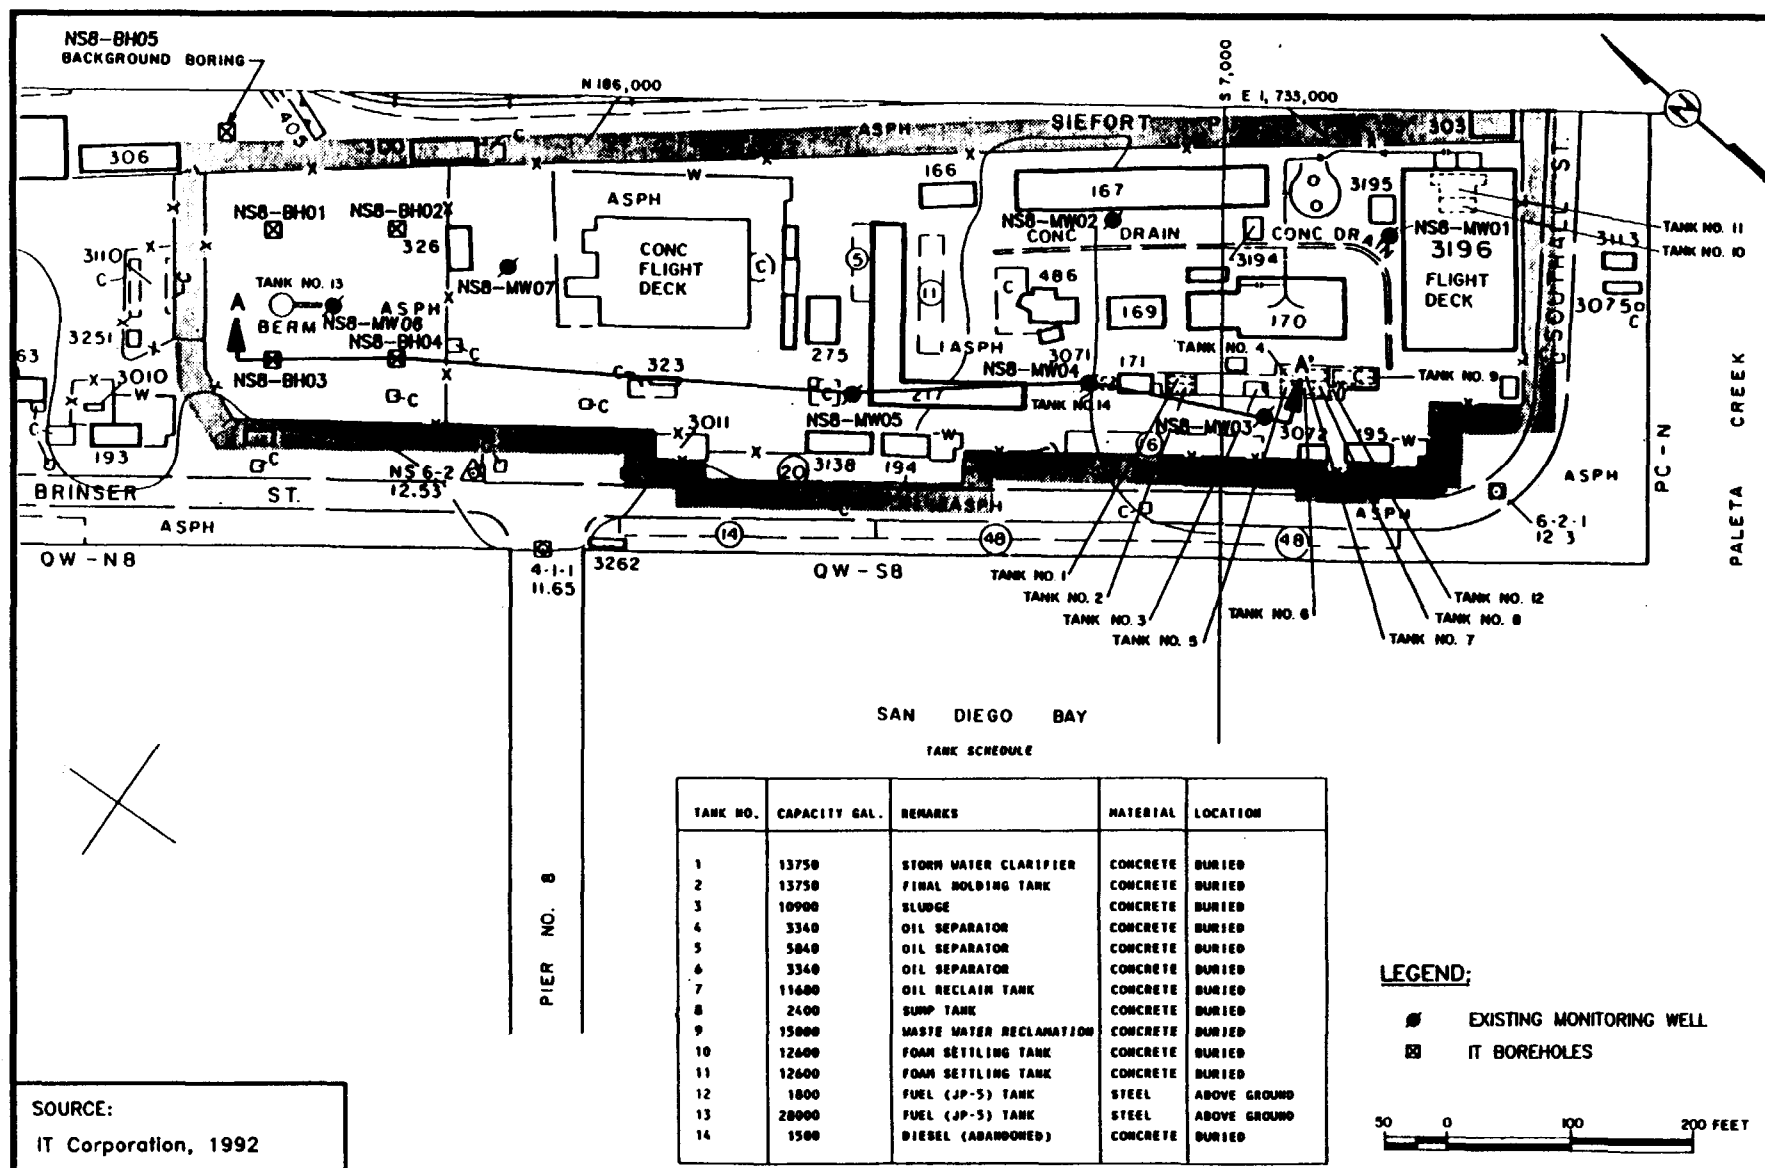 NS8-BH05
BACKGROUND BORING
N 186,000
S 7,000
E 1, 733,000
405
306
300
C
ASPH
SIEFORT
P
303
SOUTHALL ST.
NS8-BH01
NS8-BH02
326
W
ASPH
166
167
3195
NS8-MW02
NS8-MW01
CONC DRAIN
CONC DRAIN
3196
FLIGHT
DECK
3194
TANK NO. 11
3113
TANK NO. 10
3075
C
3110
C
C
TANK NO. 13
A
ASPH
BERM
NS8-MW06
NS8-MW07
CONC
FLIGHT
DECK
C
5
11
C
486
169
170
3251
NS8-BH04
NS8-BH03
C
C
C
323
C
275
C
NS8-MW05
ASPH
217
3071
NS8-MW04
171
TANK NO. 14
TANK NO. 4
A'
TANK NO. 9
NS8-MW03
63
3010
W
C
193
C
NS 6-2
12.53
3011
20
3138
194
W
16
3072
195
W
BRINSER ST.
ASPH
QW-N8
4-1-1
11.65
3262
14
C
ASPH
48
QW-S8
C
48
ASPH
ASPH
6-2-1
12 3
PC-N
PALETA CREEK
TANK NO. 1
TANK NO. 2
TANK NO. 3
TANK NO. 5
TANK NO. 6
TANK NO. 7
TANK NO. 8
TANK NO. 12
PIER NO. 8
SAN DIEGO BAY
TANK SCHEDULE
TANK NO. CAPACITY GAL. REMARKS MATERIAL LOCATION
1 13750 STORM WATER CLARIFIER CONCRETE BURIED
2 13750 FINAL HOLDING TANK CONCRETE BURIED
3 10900 SLUDGE CONCRETE BURIED
4 3340 OIL SEPARATOR CONCRETE BURIED
5 5840 OIL SEPARATOR CONCRETE BURIED
6 3340 OIL SEPARATOR CONCRETE BURIED
7 11600 OIL RECLAIM TANK CONCRETE BURIED
8 2400 SUMP TANK CONCRETE BURIED
9 15000 WASTE WATER RECLAMATION CONCRETE BURIED
10 12600 FOAM SETTLING TANK CONCRETE BURIED
11 12600 FOAM SETTLING TANK CONCRETE BURIED
12 1800 FUEL (JP-5) TANK STEEL ABOVE GROUND
13 28000 FUEL (JP-5) TANK STEEL ABOVE GROUND
14 1500 DIESEL (ABANDONED) CONCRETE BURIED
LEGEND:
EXISTING MONITORING WELL
IT BOREHOLES
50 0 100 200 FEET
SOURCE:
IT Corporation, 1992